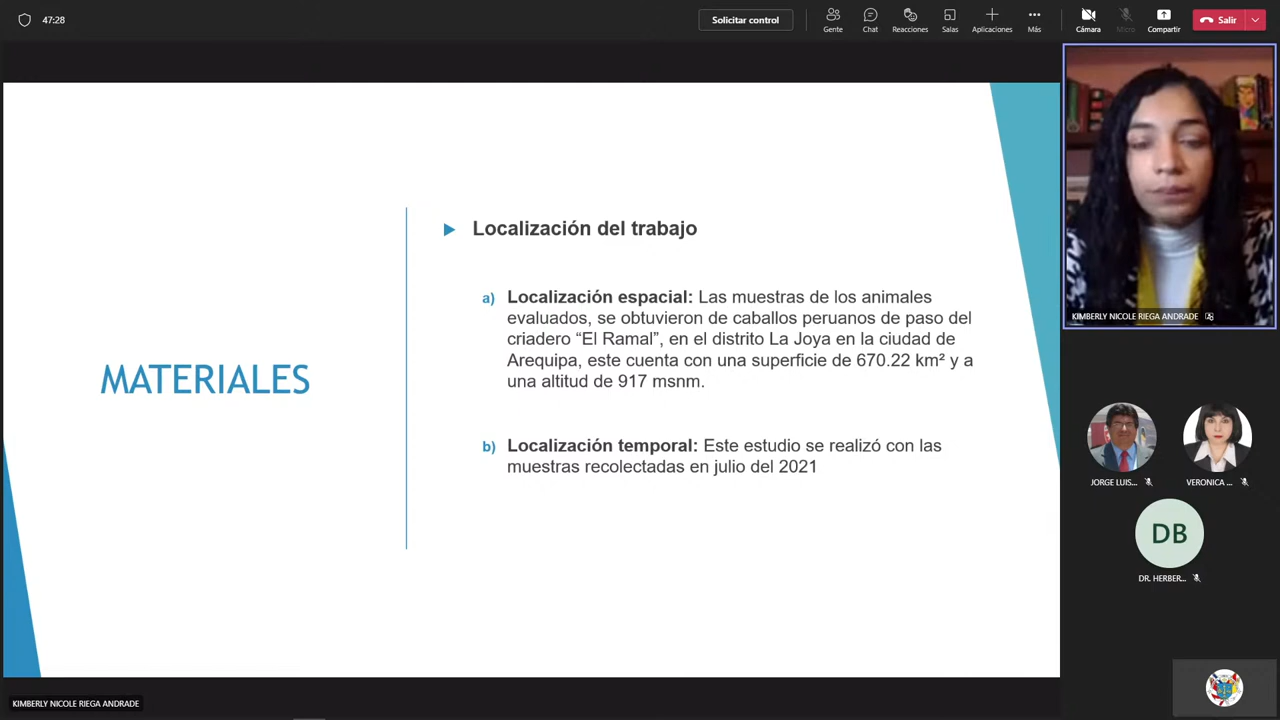 47:28
Solicitar control
Gente
Chat
Reacciones
Salas
Aplicaciones
Más
Cámara
Micro
Compartir
Salir
MATERIALES
Localización del trabajo
a) Localización espacial: Las muestras de los animales
evaluados, se obtuvieron de caballos peruanos de paso del
criadero “El Ramal”, en el distrito La Joya en la ciudad de
Arequipa, este cuenta con una superficie de 670.22 km² y a
una altitud de 917 msnm.
b) Localización temporal: Este estudio se realizó con las
muestras recolectadas en julio del 2021
KIMBERLY NICOLE RIEGA ANDRADE
JORGE LUIS...
VERONICA ...
DB
DR. HERBER...
KIMBERLY NICOLE RIEGA ANDRADE